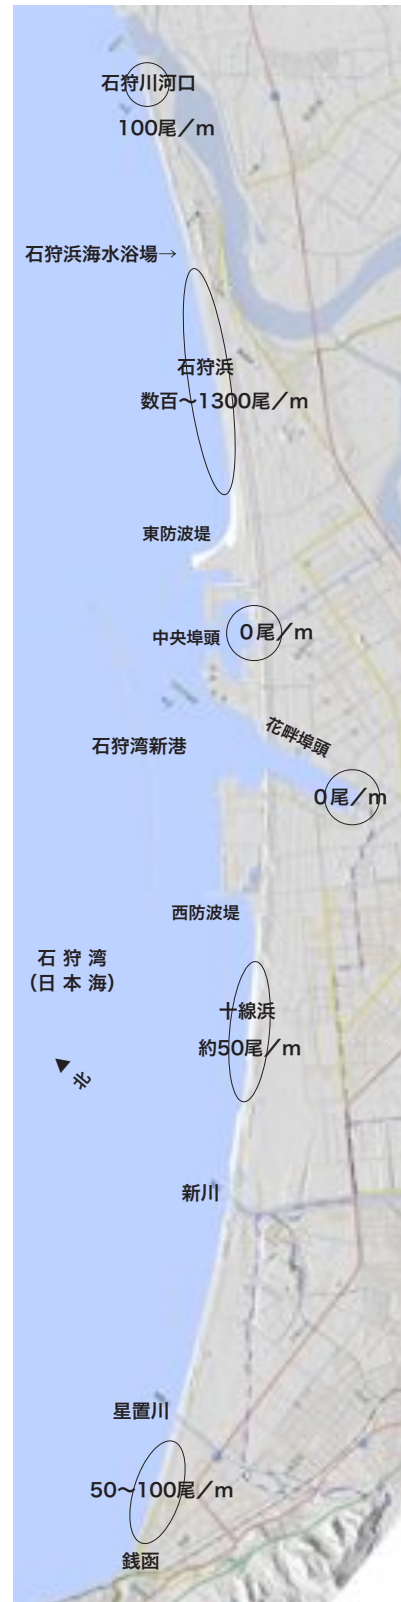 石狩川河口
100尾／m
石狩浜海水浴場→
石狩浜
数百～1300尾／m
東防波堤
中央埠頭
0尾／m
花畔埠頭
石狩湾新港
0尾／m
西防波堤
石 狩 湾
（日 本 海）
十線浜
約50尾／m
北
新川
星置川
50～100尾／m
銭函